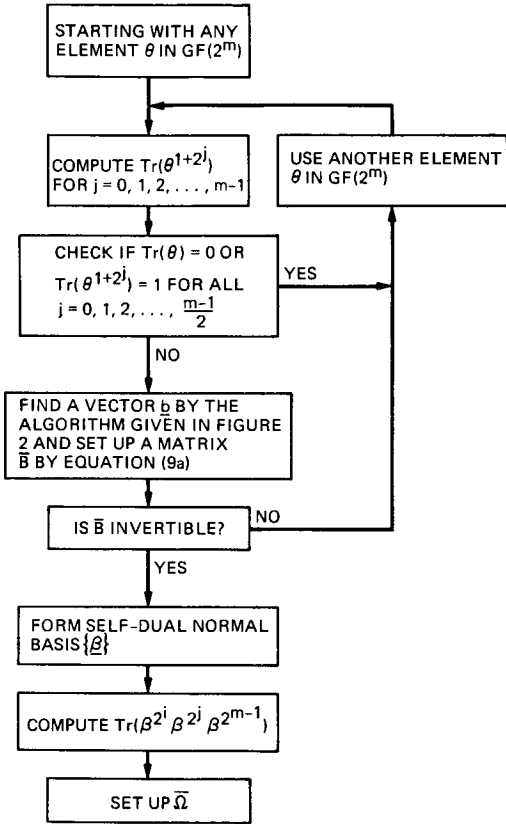 STARTING WITH ANY
ELEMENT θ IN GF(2^m)
COMPUTE Tr(θ^{1+2^j})
FOR j = 0, 1, 2, . . . , m-1
USE ANOTHER ELEMENT
θ IN GF(2^m)
CHECK IF Tr(θ) = 0 OR
Tr(θ^{1+2^j}) = 1 FOR ALL
j = 0, 1, 2, . . . , \frac{m-1}{2}
YES
NO
FIND A VECTOR b̲ BY THE
ALGORITHM GIVEN IN FIGURE
2 AND SET UP A MATRIX
B̅ BY EQUATION (9a)
IS B̅ INVERTIBLE?
NO
YES
FORM SELF-DUAL NORMAL
BASIS {β̲}
COMPUTE Tr(β^{2^i} β^{2^j} β^{2^{m-1}})
SET UP Ω̅